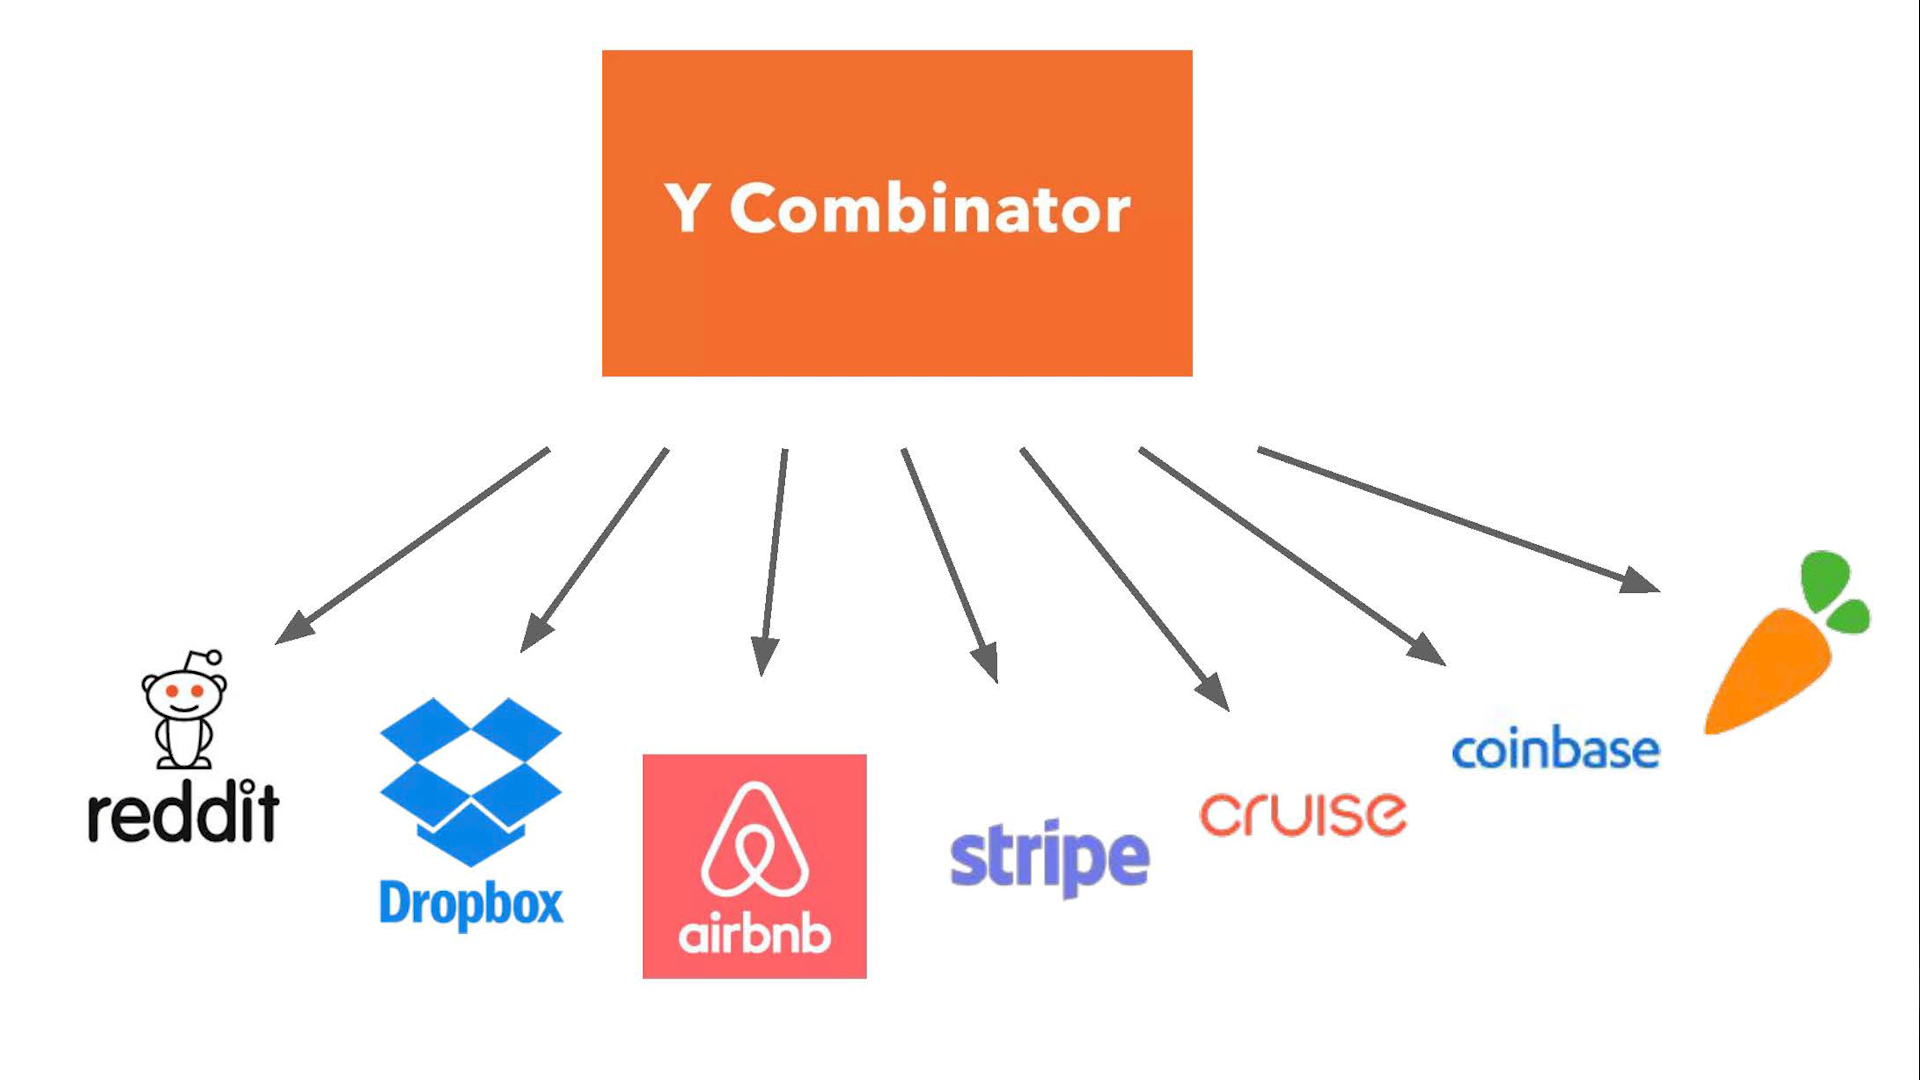 Y Combinator
reddit
Dropbox
airbnb
stripe
cruise
coinbase